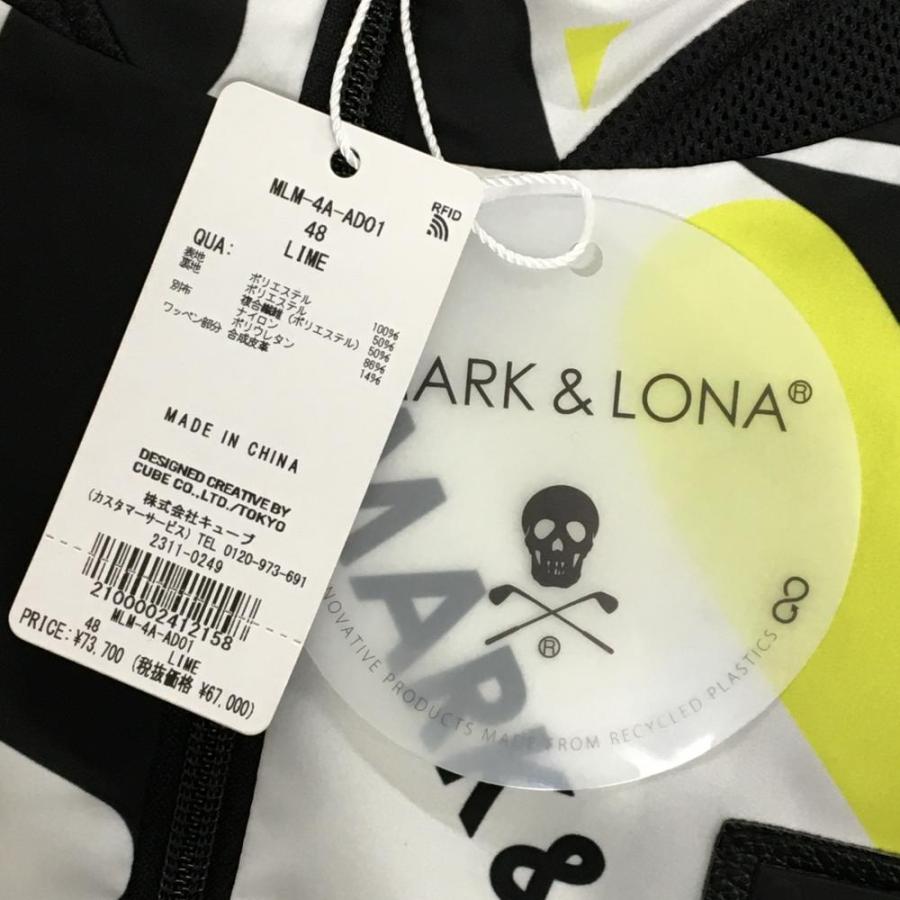 MLM-4A-AD01
48
LIME
RFID
QUA:
表地 ポリエステル 100%
裏地 ポリエステル 50%
複合繊維 (ポリエステル) 50%
別布 ナイロン 86%
ポリウレタン 14%
ワッペン部分 合成皮革
MADE IN CHINA
DESIGNED CREATIVE BY
CUBE CO.,LTD./TOKYO
株式会社キューブ
(カスタマーサービス) TEL 0120-973-691
2311-0249
2100002412158
48 MLM-4A-AD01
LIME
PRICE:¥73,700 (税抜価格 ¥67,000)
ARK & LONA®
®
NOVATIVE PRODUCTS MADE FROM RECYCLED PLASTICS
MARK
&